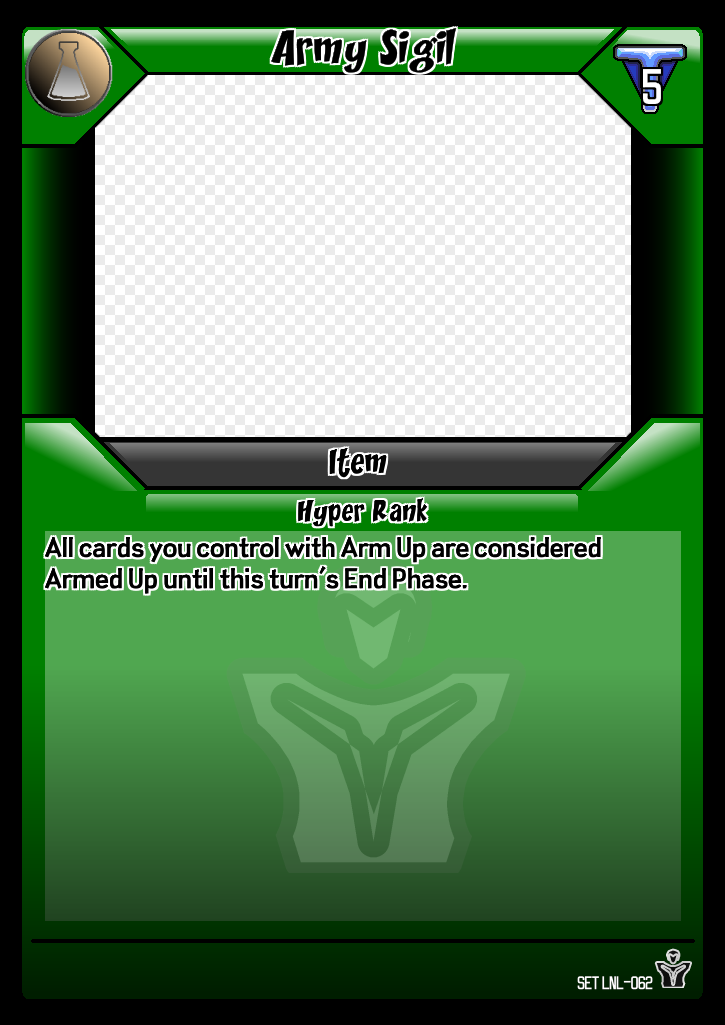 Army Sigil
5
Item
Hyper Rank
All cards you control with Arm Up are considered
Armed Up until this turn's End Phase.
SET LNL-062